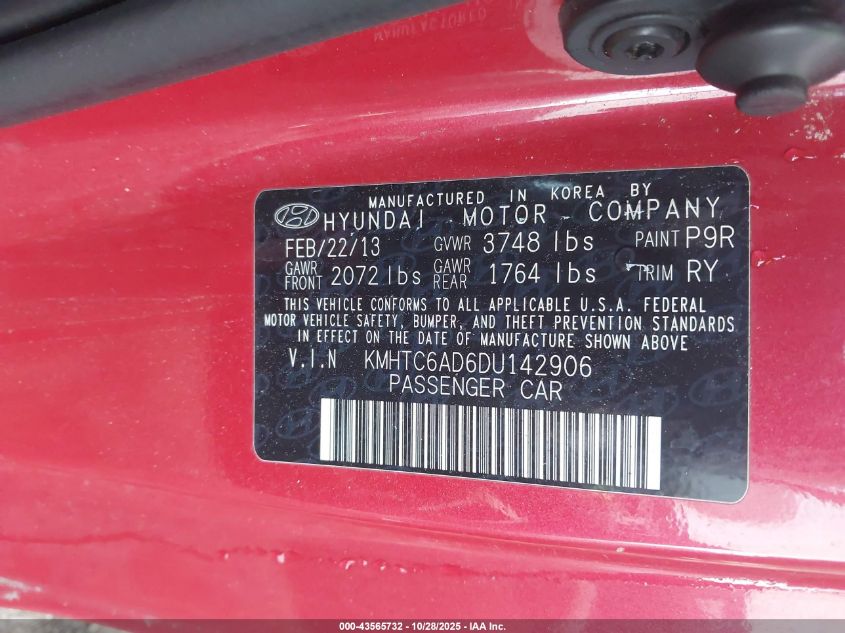 MANUFACTURED
MANUFACTURED IN KOREA BY
HYUNDAI MOTOR COMPANY
FEB/22/13 GVWR 3748 lbs PAINT P9R
GAWR FRONT 2072 lbs GAWR REAR 1764 lbs TRIM RY
THIS VEHICLE CONFORMS TO ALL APPLICABLE U.S.A. FEDERAL
MOTOR VEHICLE SAFETY, BUMPER, AND THEFT PREVENTION STANDARDS
IN EFFECT ON THE DATE OF MANUFACTURE SHOWN ABOVE
V.I.N KMHTC6AD6DU142906
PASSENGER CAR
000-43565732 - 10/28/2025 - IAA Inc.